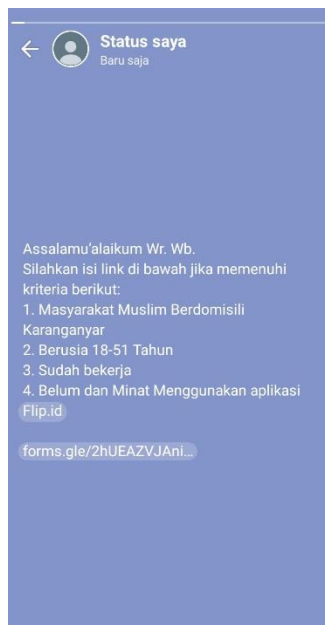 Status saya
Baru saja
Assalamu'alaikum Wr. Wb.
Silahkan isi link di bawah jika memenuhi
kriteria berikut:
1. Masyarakat Muslim Berdomisili
Karanganyar
2. Berusia 18-51 Tahun
3. Sudah bekerja
4. Belum dan Minat Menggunakan aplikasi
Flip.id
forms.gle/2hUEAZVJAni...